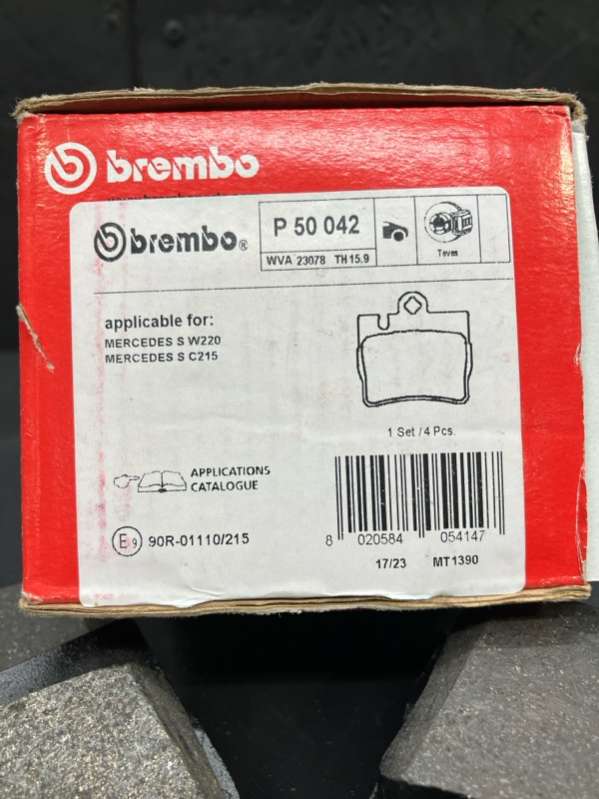 brembo
brembo®
P 50 042
WVA 23078 TH 15.9
Teves
applicable for:
MERCEDES S W220
MERCEDES S C215
1 Set / 4 Pcs.
APPLICATIONS
CATALOGUE
E9 90R-01110/215
8 020584 054147
17/23 MT1390